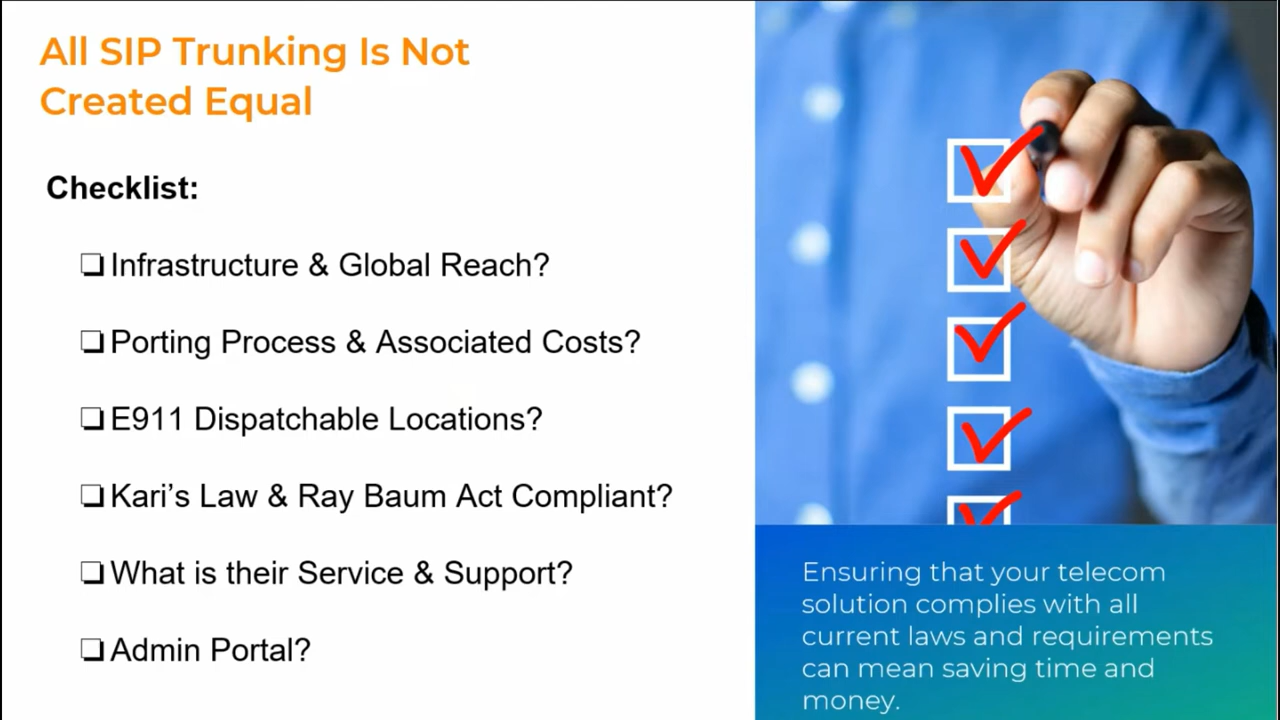 All SIP Trunking Is Not
Created Equal
Checklist:
❏ Infrastructure & Global Reach?
❏ Porting Process & Associated Costs?
❏ E911 Dispatchable Locations?
❏ Kari’s Law & Ray Baum Act Compliant?
❏ What is their Service & Support?
❏ Admin Portal?
Ensuring that your telecom
solution complies with all
current laws and requirements
can mean saving time and
money.